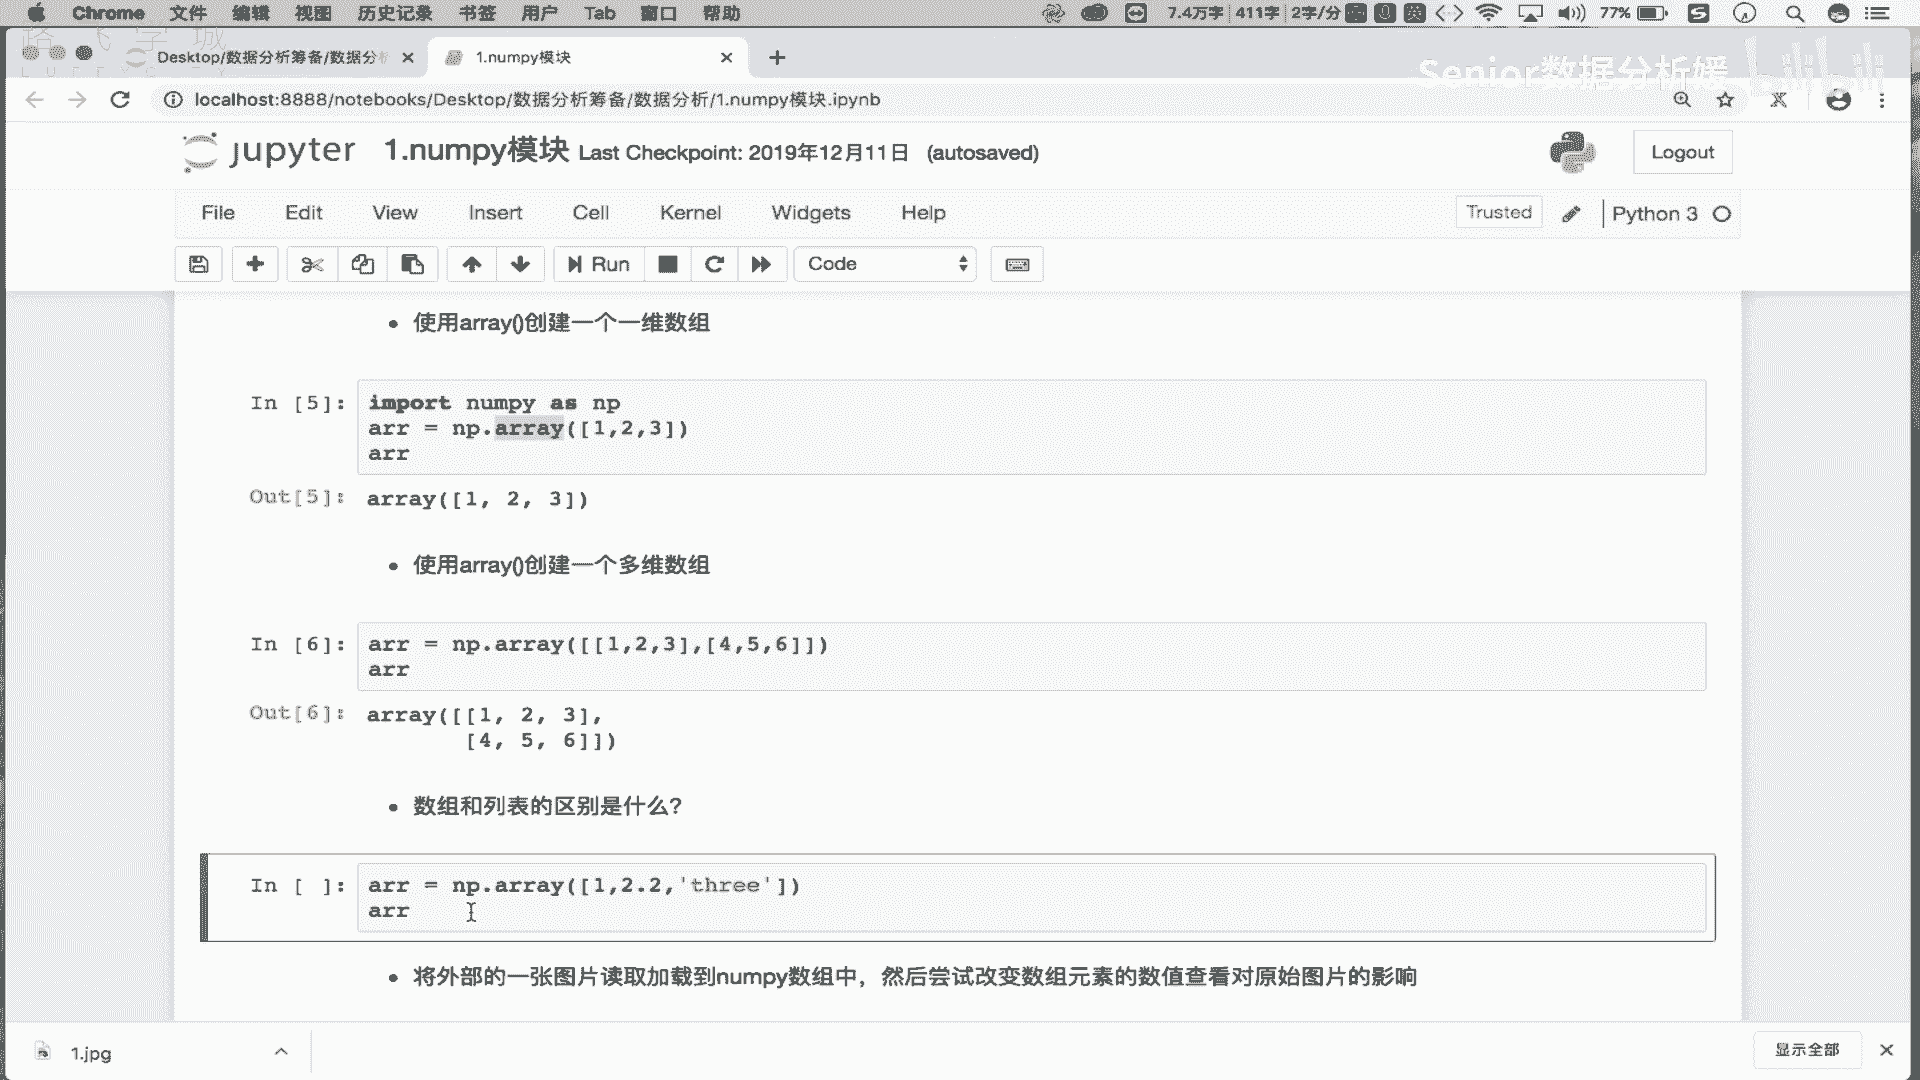 Chrome 文件 编辑 视图 历史记录 书签 用户 Tab 窗口 帮助 7.4万字 411字 2字/分 英 77%
Desktop/数据分析筹备/数据分析 1.numpy模块
Senior数据分析媛 bilibili
localhost:8888/notebooks/Desktop/数据分析筹备/数据分析/1.numpy模块.ipynb
jupyter 1.numpy模块 Last Checkpoint: 2019年12月11日 (autosaved) Logout
File Edit View Insert Cell Kernel Widgets Help Trusted Python 3
Run Code
使用array()创建一个一维数组
In [5]: import numpy as np
arr = np.array([1,2,3])
arr
Out[5]: array([1, 2, 3])
使用array()创建一个多维数组
In [6]: arr = np.array([[1,2,3],[4,5,6]])
arr
Out[6]: array([[1, 2, 3],
[4, 5, 6]])
数组和列表的区别是什么?
In [ ]: arr = np.array([1,2.2,'three'])
arr
将外部的一张图片读取加载到numpy数组中，然后尝试改变数组元素的数值查看对原始图片的影响
1.jpg 显示全部